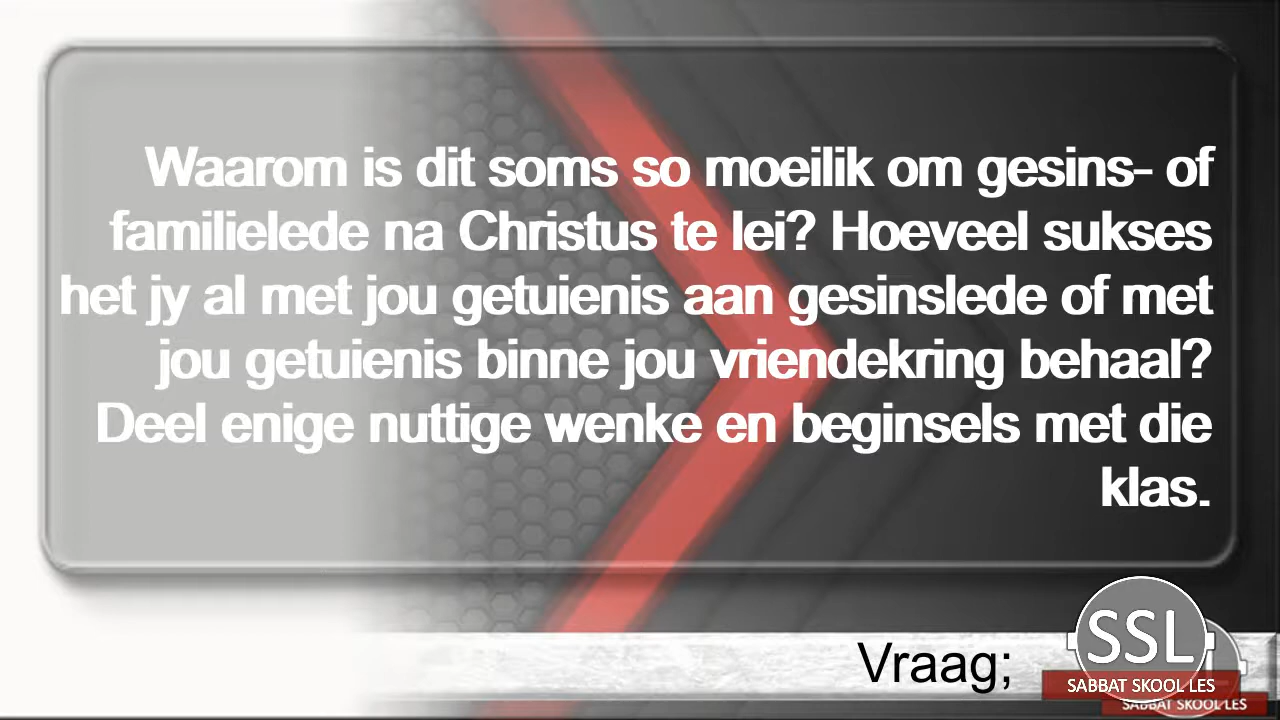 Waarom is dit soms so moeilik om gesins- of
familielede na Christus te lei? Hoeveel sukses
het jy al met jou getuienis aan gesinslede of met
jou getuienis binne jou vriendekring behaal?
Deel enige nuttige wenke en beginsels met die
klas.
Vraag;
SSL
SABBAT SKOOL LES
SABBAT SKOOL LES